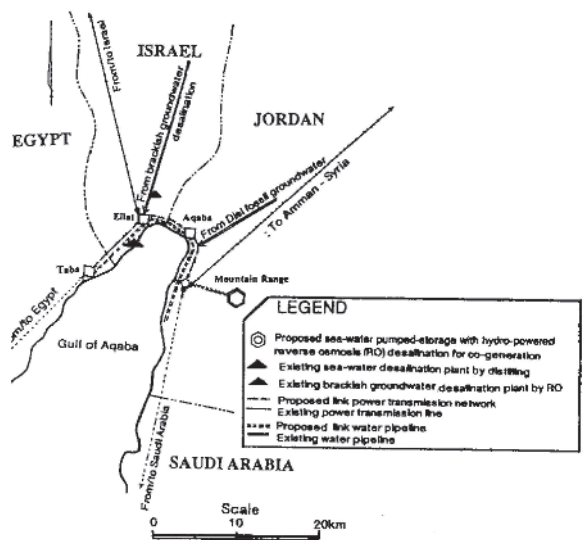 From/to Israel
ISRAEL
From brackish groundwater
desalination
EGYPT
JORDAN
From Disi fossil groundwater
: To Amman - Syria
Eilat
Aqaba
Taba
Mountain Range
From/to Egypt
Gulf of Aqaba
LEGEND
Proposed sea-water pumped-storage with hydro-powered
reverse osmosis (RO) desalination for co-generation
Existing sea-water desalination plant by distilling
Existing brackish groundwater desalination plant by RO
Proposed link power transmission network
Existing power transmission line
Proposed link water pipeline
Existing water pipeline
From/to Saudi Arabia
SAUDI ARABIA
Scale
0 10 20km